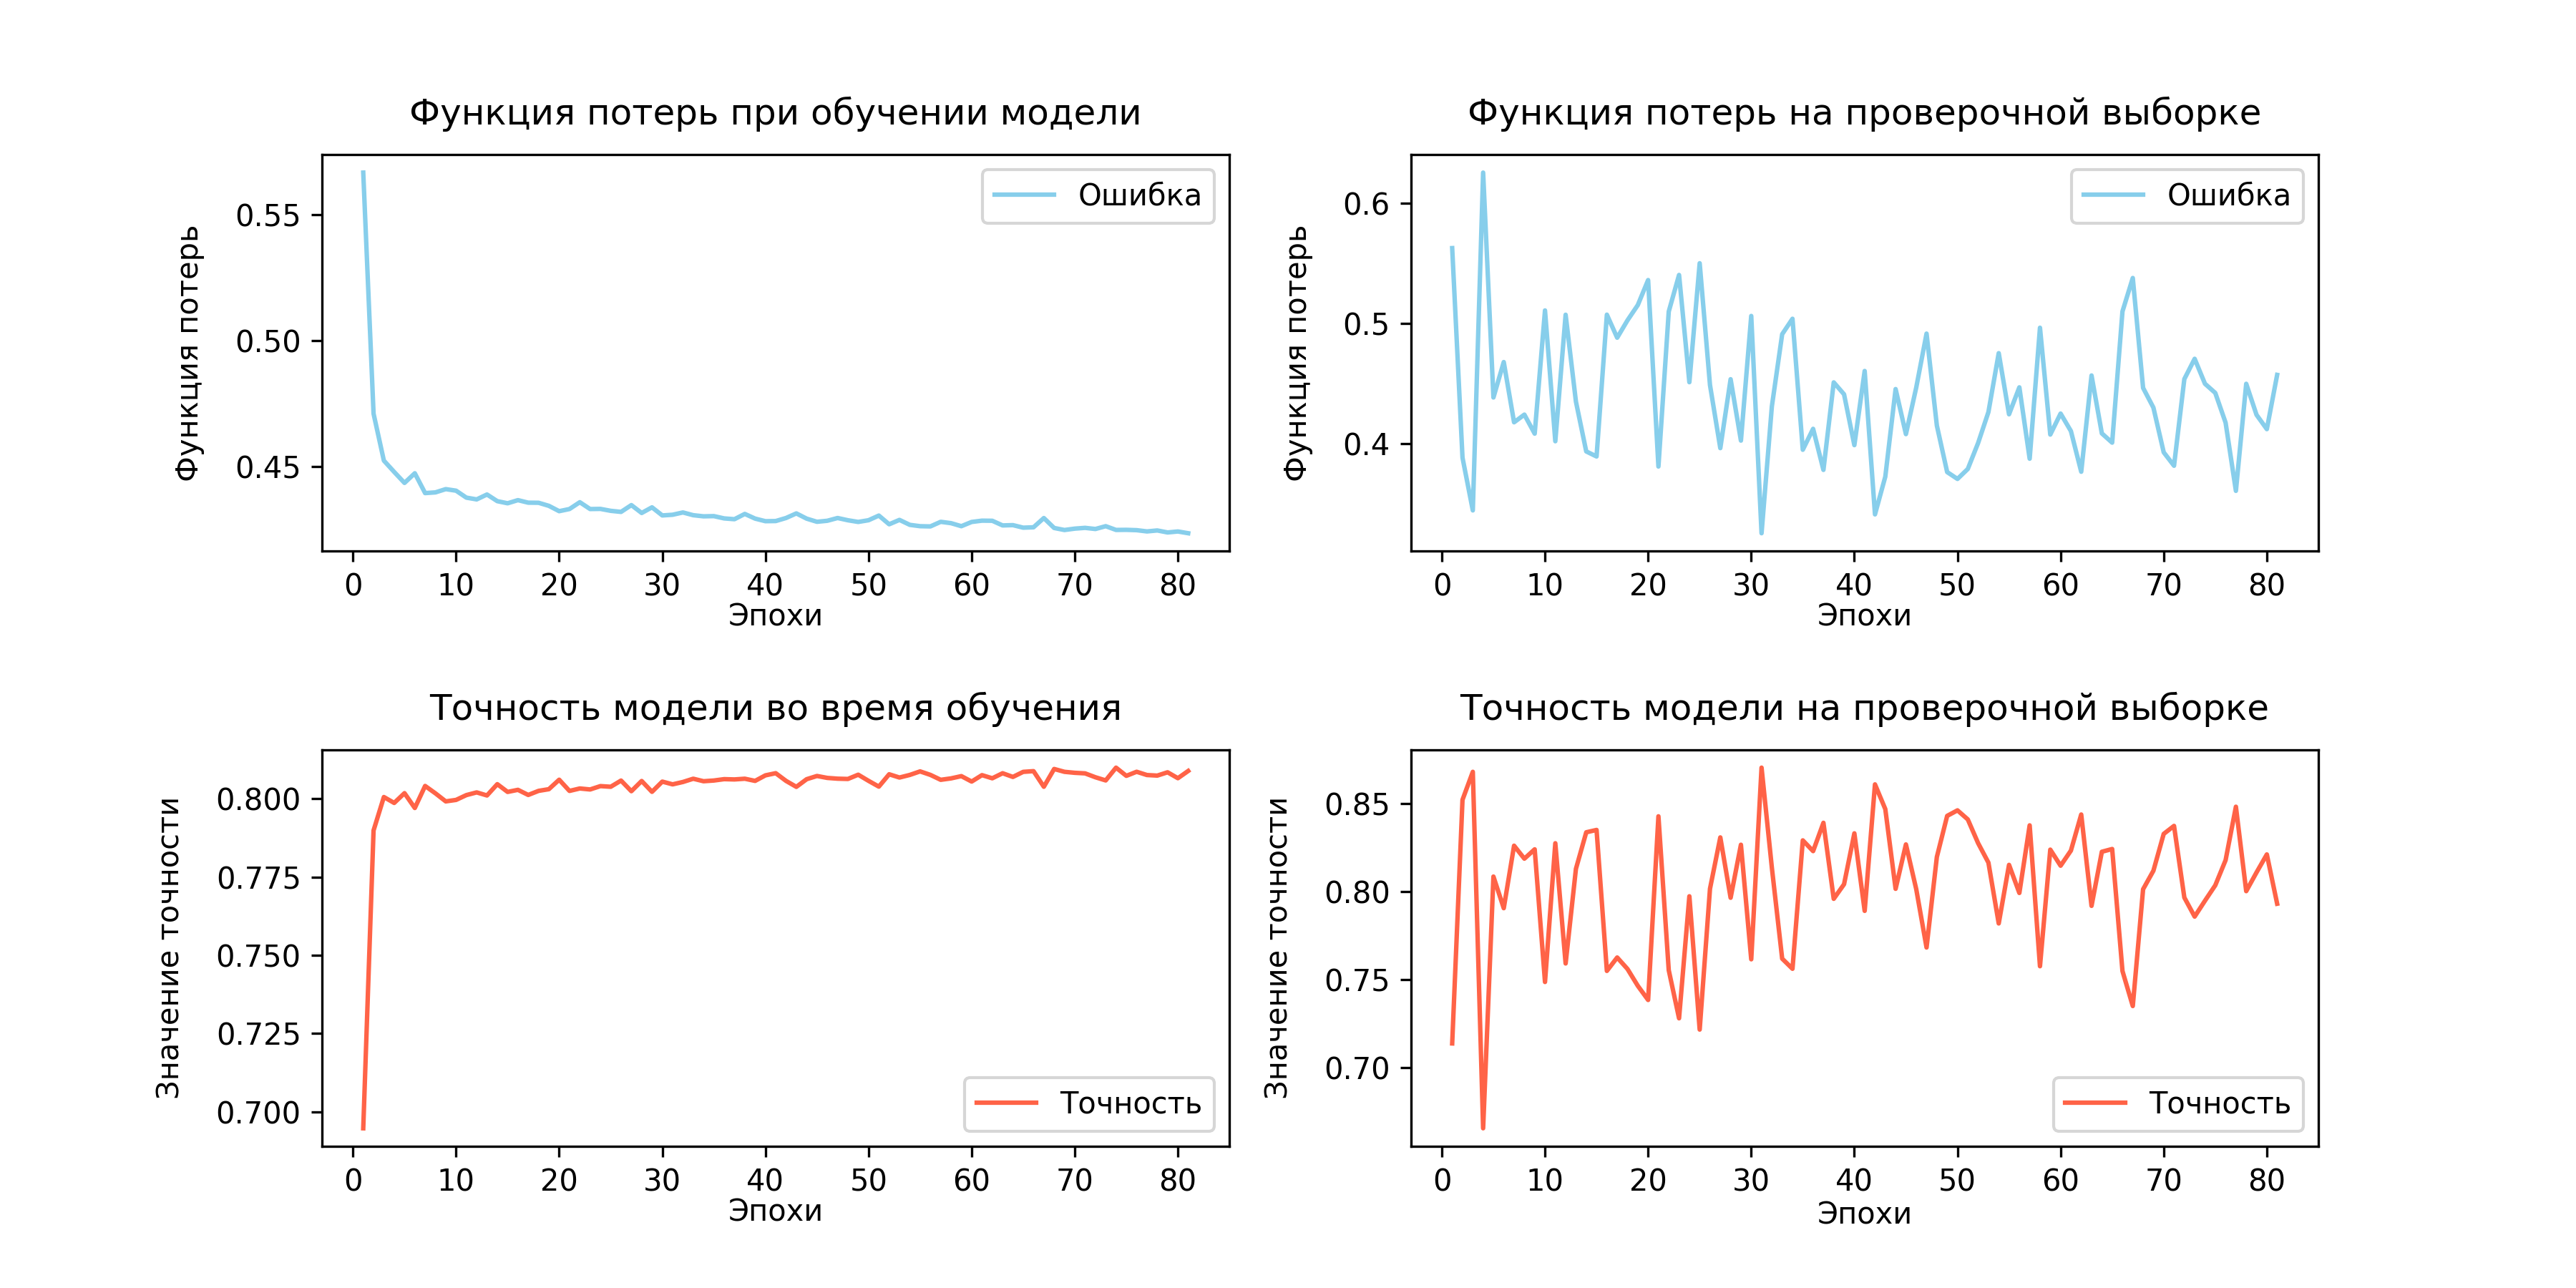 Функция потерь при обучении модели
Функция потерь
0.55
0.50
0.45
Ошибка
0 10 20 30 40 50 60 70 80
Эпохи
Функция потерь на проверочной выборке
Функция потерь
0.6
0.5
0.4
Ошибка
0 10 20 30 40 50 60 70 80
Эпохи
Точность модели во время обучения
Значение точности
0.800
0.775
0.750
0.725
0.700
Точность
0 10 20 30 40 50 60 70 80
Эпохи
Точность модели на проверочной выборке
Значение точности
0.85
0.80
0.75
0.70
Точность
0 10 20 30 40 50 60 70 80
Эпохи